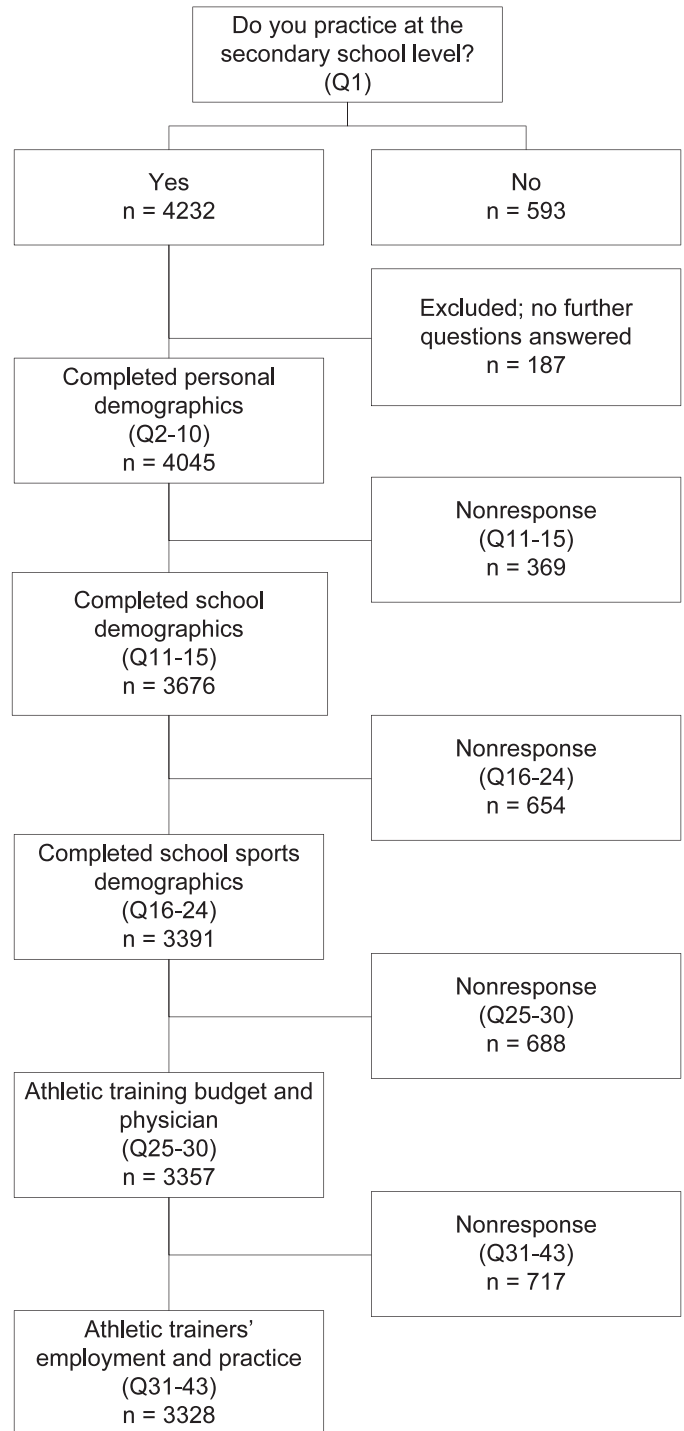 Do you practice at the
secondary school level?
(Q1)
Yes
n = 4232
No
n = 593
Excluded; no further
questions answered
n = 187
Completed personal
demographics
(Q2-10)
n = 4045
Nonresponse
(Q11-15)
n = 369
Completed school
demographics
(Q11-15)
n = 3676
Nonresponse
(Q16-24)
n = 654
Completed school sports
demographics
(Q16-24)
n = 3391
Nonresponse
(Q25-30)
n = 688
Athletic training budget and
physician
(Q25-30)
n = 3357
Nonresponse
(Q31-43)
n = 717
Athletic trainers’
employment and practice
(Q31-43)
n = 3328